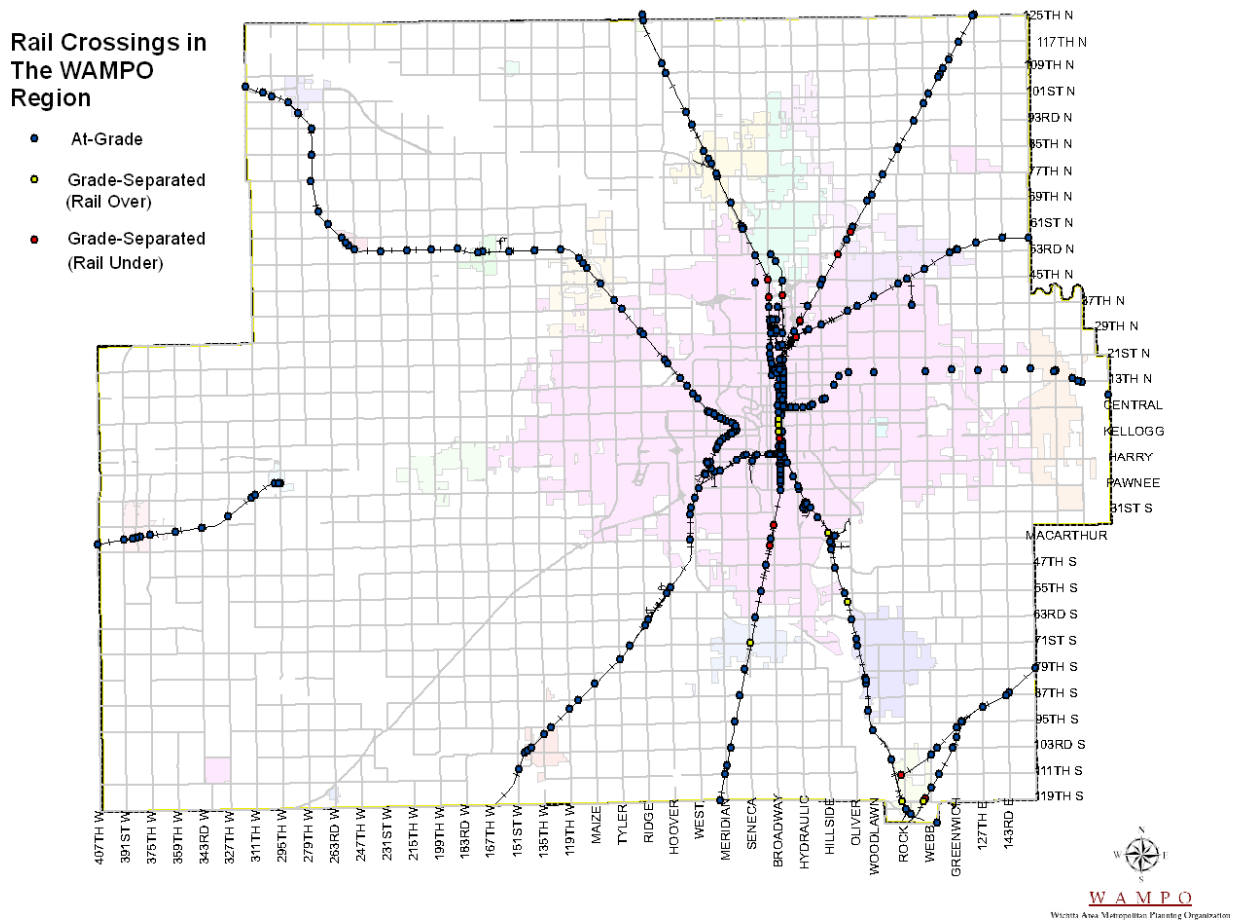 Rail Crossings in
The WAMPO
Region
At-Grade
Grade-Separated
(Rail Over)
Grade-Separated
(Rail Under)
125TH N
117TH N
109TH N
101ST N
93RD N
85TH N
77TH N
69TH N
61ST N
53RD N
45TH N
37TH N
29TH N
21ST N
13TH N
CENTRAL
KELLOGG
HARRY
PAWNEE
31ST S
MACARTHUR
47TH S
55TH S
63RD S
71ST S
79TH S
87TH S
95TH S
103RD S
111TH S
119TH S
407TH W
391ST W
375TH W
359TH W
343RD W
327TH W
311TH W
295TH W
279TH W
263RD W
247TH W
231ST W
215TH W
199TH W
183RD W
167TH W
151ST W
135TH W
119TH W
MAIZE
TYLER
RIDGE
HOOVER
WEST
MERIDIAN
SENECA
BROADWAY
HYDRAULIC
HILLSIDE
OLIVER
WOODLAWN
ROCK
WEBB
GREENWICH
127TH E
143RD E
N
W E
S
WAMPO
Wichita Area Metropolitan Planning Organization